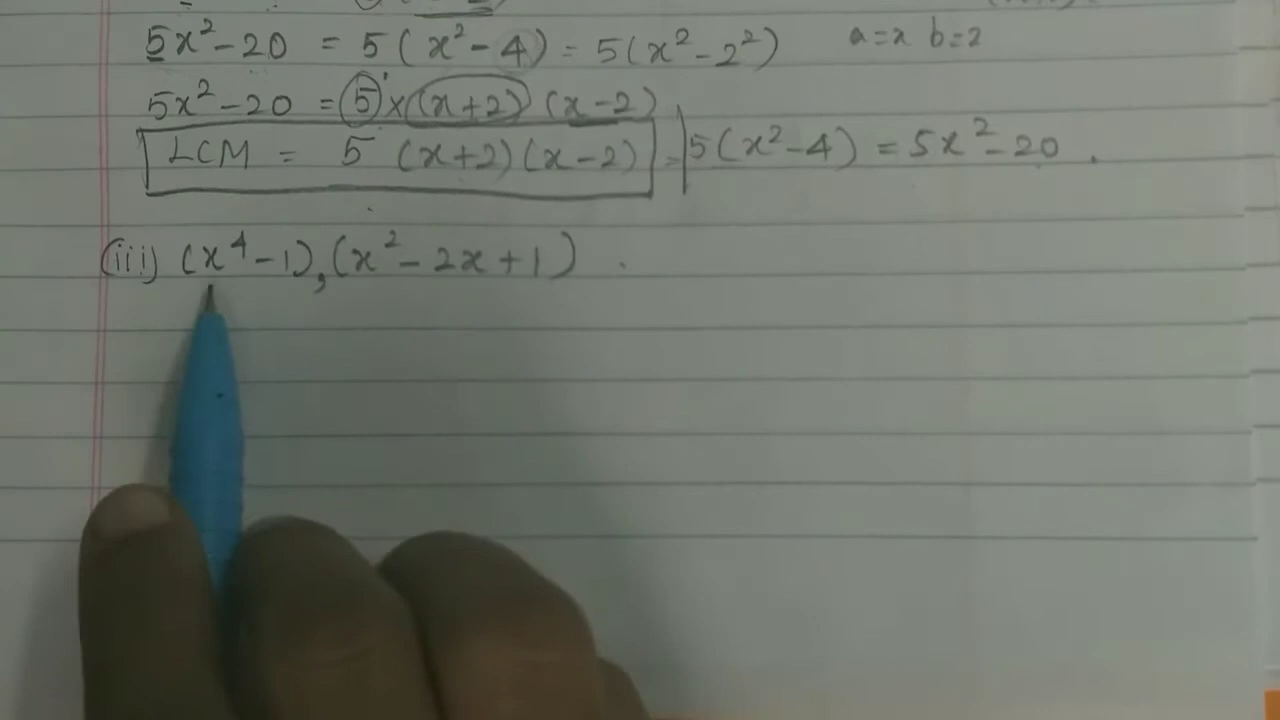 5x² - 20 = 5(x² - 4) = 5(x² - 2²) a = x b = 2
5x² - 20 = 5 × (x+2) (x-2)
LCM = 5 (x+2)(x-2) = 5(x² - 4) = 5x² - 20 .
(iii) (x⁴ - 1), (x² - 2x + 1) .